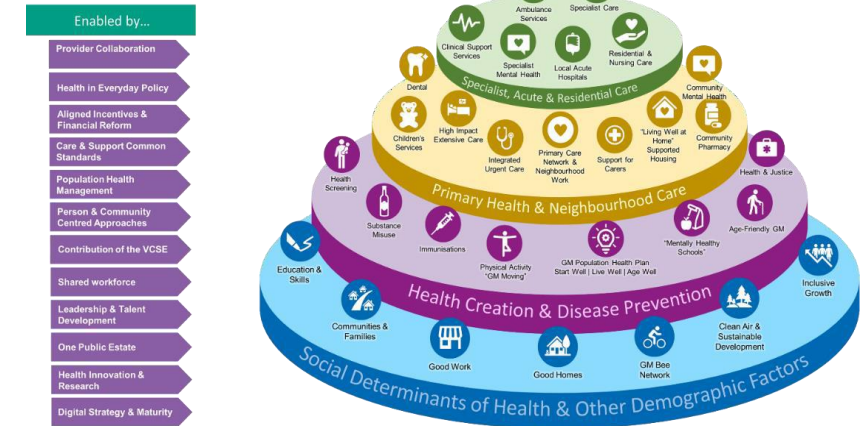 Enabled by...
Provider Collaboration
Health in Everyday Policy
Aligned Incentives &
Financial Reform
Care & Support Common
Standards
Population Health
Management
Person & Community
Centred Approaches
Contribution of the VCSE
Shared workforce
Leadership & Talent
Development
One Public Estate
Health Innovation &
Research
Digital Strategy & Maturity
Ambulance
Services
Specialist Care
Clinical Support
Services
Specialist
Mental Health
Local Acute
Hospitals
Residential &
Nursing Care
Specialist, Acute & Residential Care
Dental
Children's
Services
High Impact
Extensive Care
Integrated
Urgent Care
Primary Care
Network &
Neighbourhood
Work
Support for
Carers
"Living Well at
Home"
Supported
Housing
Community
Mental Health
Community
Pharmacy
Primary Health & Neighbourhood Care
Health
Screening
Substance
Misuse
Immunisations
Physical Activity
"GM Moving"
GM Population Health Plan
Start Well | Live Well | Age Well
"Mentally Healthy
Schools"
Age-Friendly GM
Health & Justice
Health Creation & Disease Prevention
Education &
Skills
Communities &
Families
Good Work
Good Homes
GM Bee
Network
Clean Air &
Sustainable
Development
Inclusive
Growth
Social Determinants of Health & Other Demographic Factors